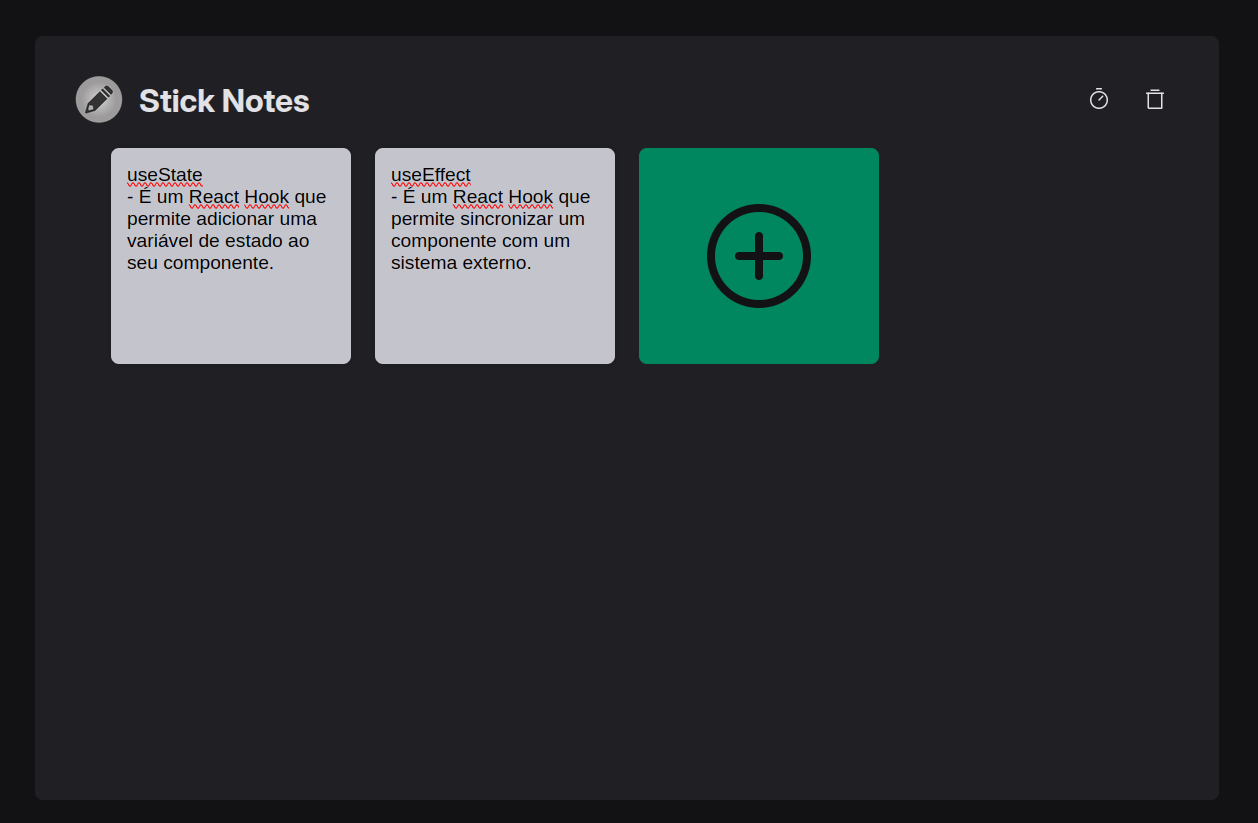 Stick Notes
useState
- É um React Hook que
permite adicionar uma
variável de estado ao
seu componente.
useEffect
- É um React Hook que
permite sincronizar um
componente com um
sistema externo.